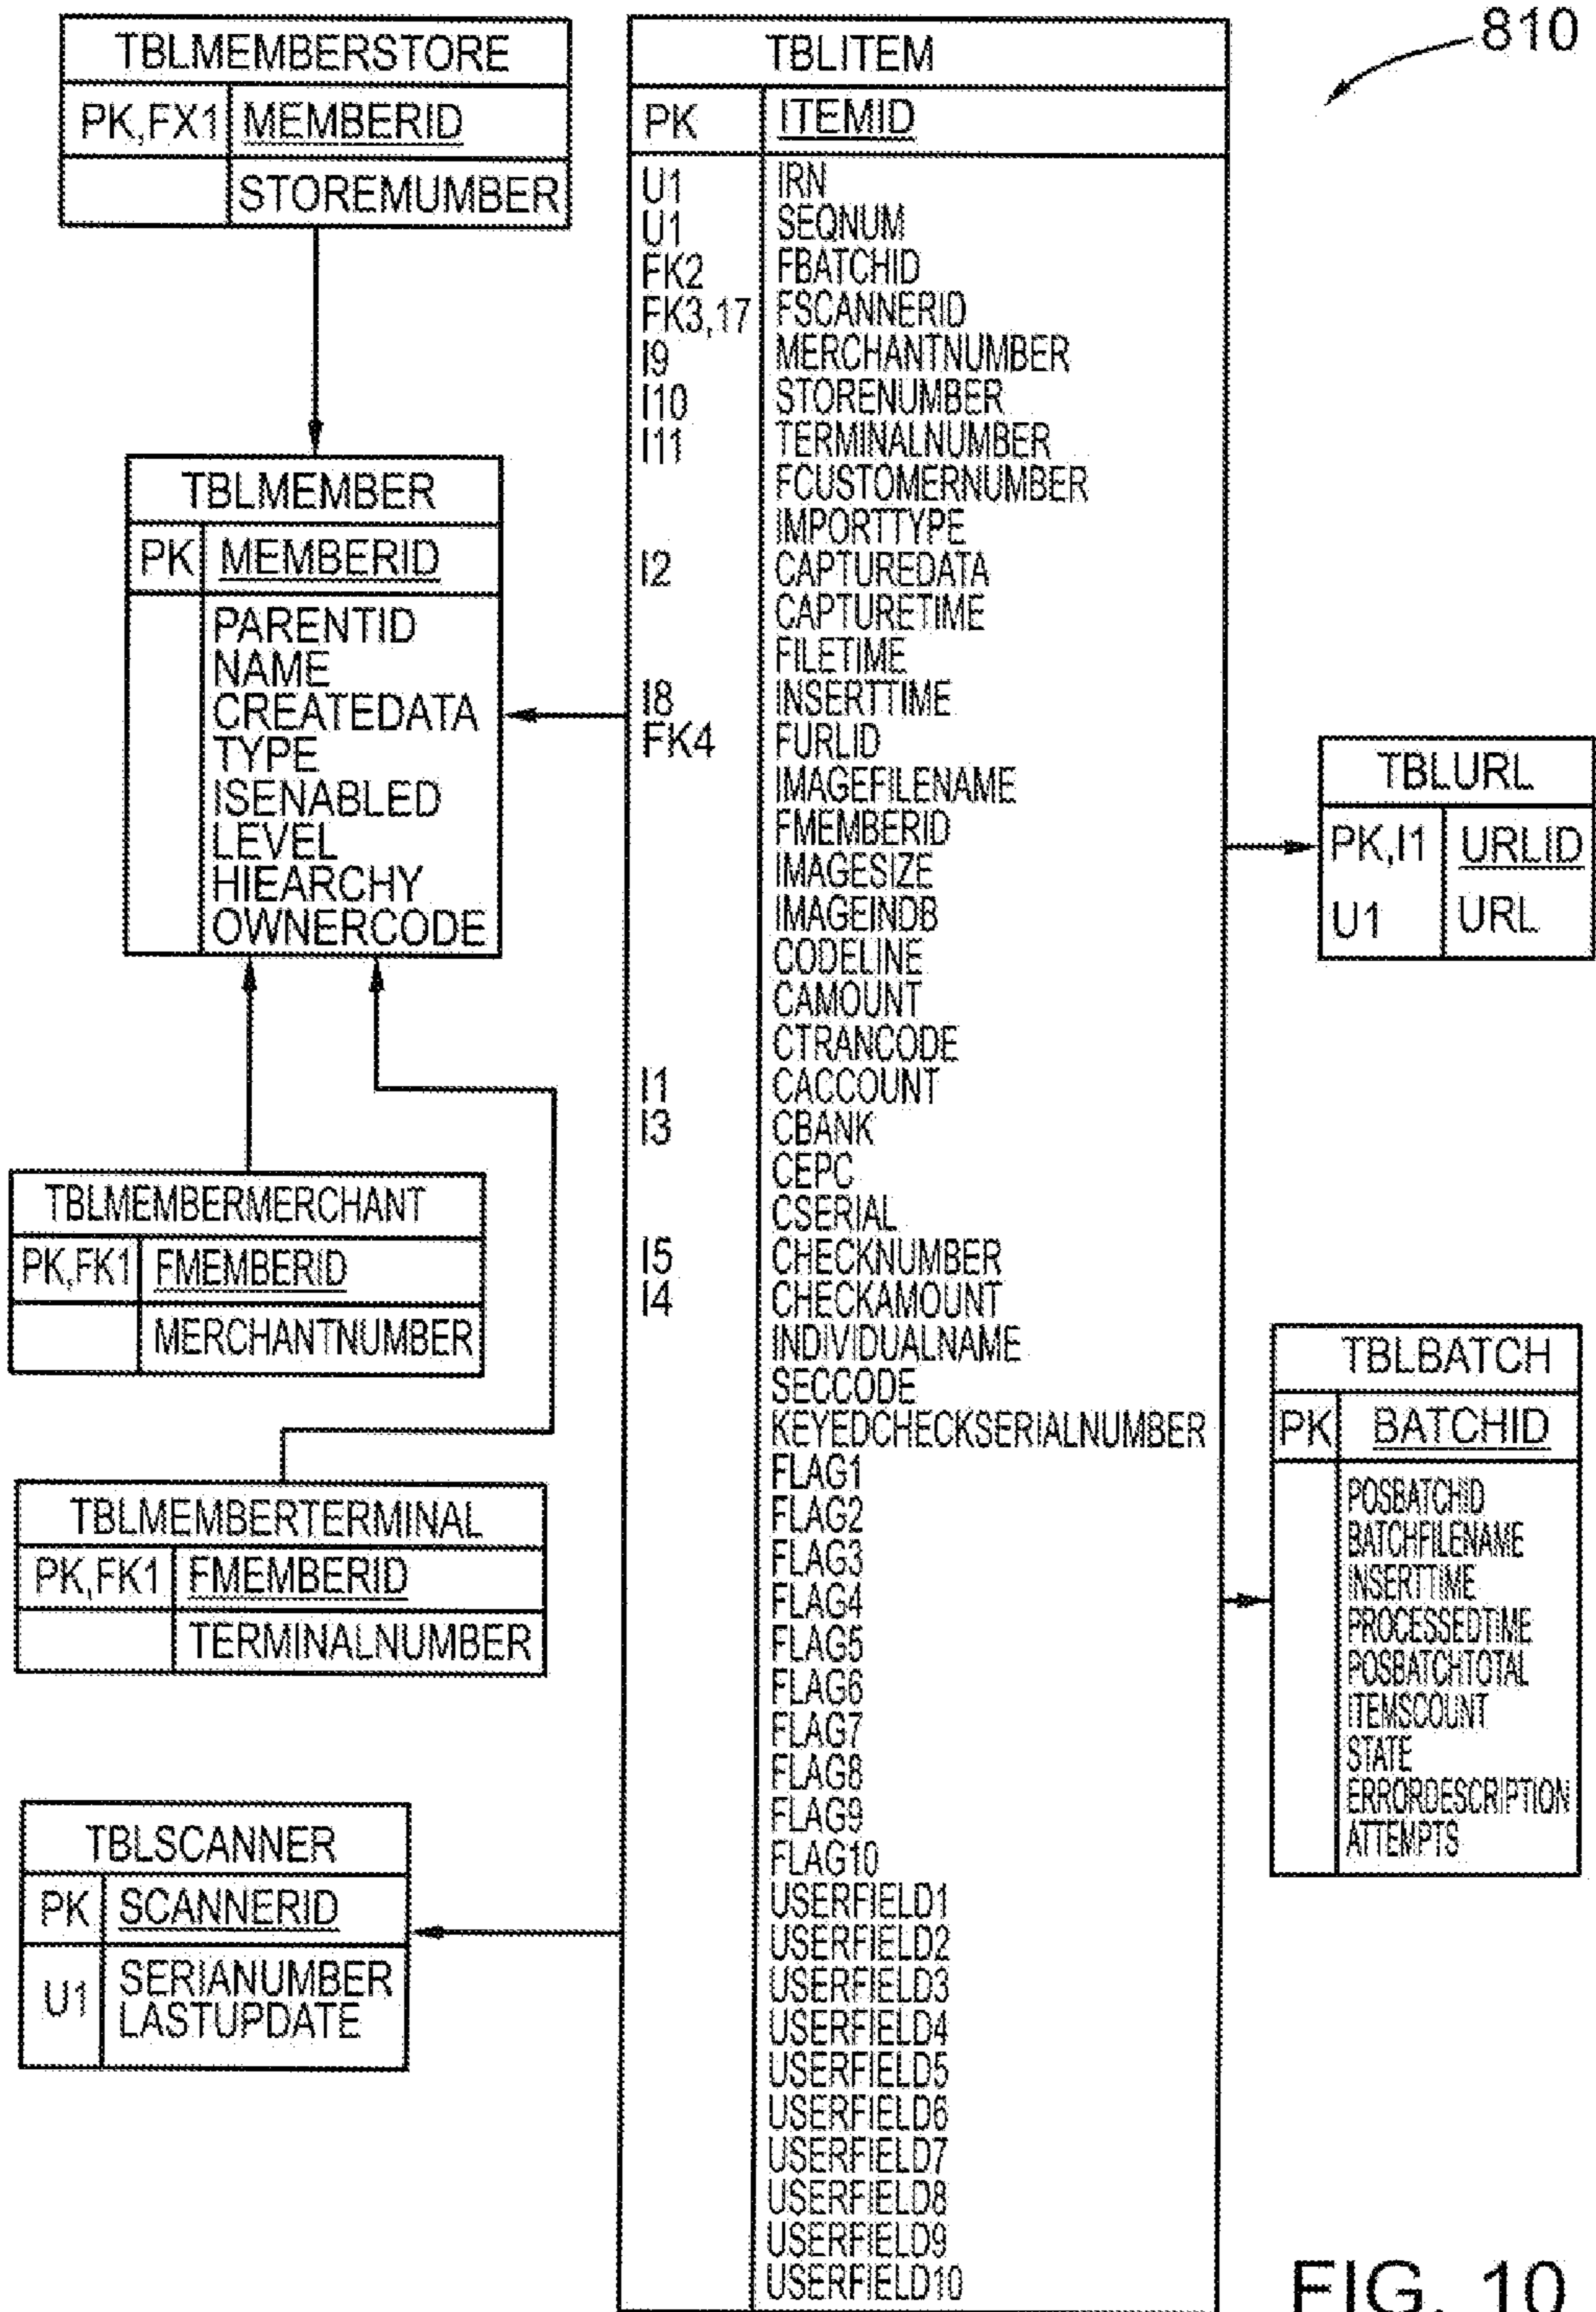 810
TBLMEMBERSTORE
PK,FX1 MEMBERID
STOREMUMBER
TBLMEMBER
PK MEMBERID
PARENTID
NAME
CREATEDATA
TYPE
ISENABLED
LEVEL
HIEARCHY
OWNERCODE
TBLMEMBERMERCHANT
PK,FK1 FMEMBERID
MERCHANTNUMBER
TBLMEMBERTERMINAL
PK,FK1 FMEMBERID
TERMINALNUMBER
TBLSCANNER
PK SCANNERID
U1 SERIANUMBER
LASTUPDATE
TBLITEM
PK ITEMID
U1 IRN
U1 SEQNUM
FK2 FBATCHID
FK3,17 FSCANNERID
I9 MERCHANTNUMBER
I10 STORENUMBER
I11 TERMINALNUMBER
FCUSTOMERNUMBER
IMPORTTYPE
I2 CAPTUREDATA
CAPTURETIME
FILETIME
I8 INSERTTIME
FK4 FURLID
IMAGEFILENAME
FMEMBERID
IMAGESIZE
IMAGEINDB
CODELINE
CAMOUNT
CTRANCODE
I1 CACCOUNT
I3 CBANK
CEPC
CSERIAL
I5 CHECKNUMBER
I4 CHECKAMOUNT
INDIVIDUALNAME
SECCODE
KEYEDCHECKSERIALNUMBER
FLAG1
FLAG2
FLAG3
FLAG4
FLAG5
FLAG6
FLAG7
FLAG8
FLAG9
FLAG10
USERFIELD1
USERFIELD2
USERFIELD3
USERFIELD4
USERFIELD5
USERFIELD6
USERFIELD7
USERFIELD8
USERFIELD9
USERFIELD10
TBLURL
PK,I1 URLID
U1 URL
TBLBATCH
PK BATCHID
POSBATCHID
BATCHFILENAME
INSERTTIME
PROCESSEDTIME
POSBATCHTOTAL
ITEMSCOUNT
STATE
ERRORDESCRIPTION
ATTEMPTS
FIG. 10